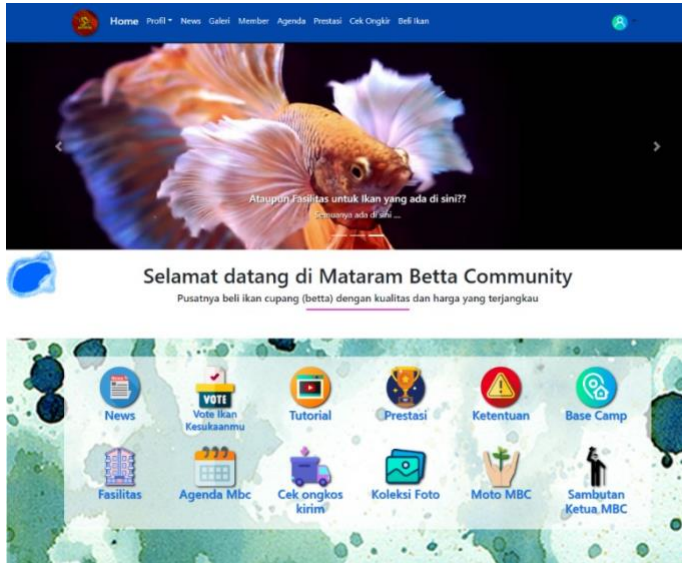 Home Profil News Galeri Member Agenda Prestasi Cek Ongkir Beli Ikan
Ataupun Fasilitas untuk Ikan yang ada di sini??
Semuanya ada di sini ...
Selamat datang di Mataram Betta Community
Pusatnya beli ikan cupang (betta) dengan kualitas dan harga yang terjangkau
VOTE
News
Vote Ikan
Kesukaanmu
Tutorial
Prestasi
Ketentuan
Base Camp
Fasilitas
Agenda Mbc
Cek ongkos
kirim
Koleksi Foto
Moto MBC
Sambutan
Ketua MBC